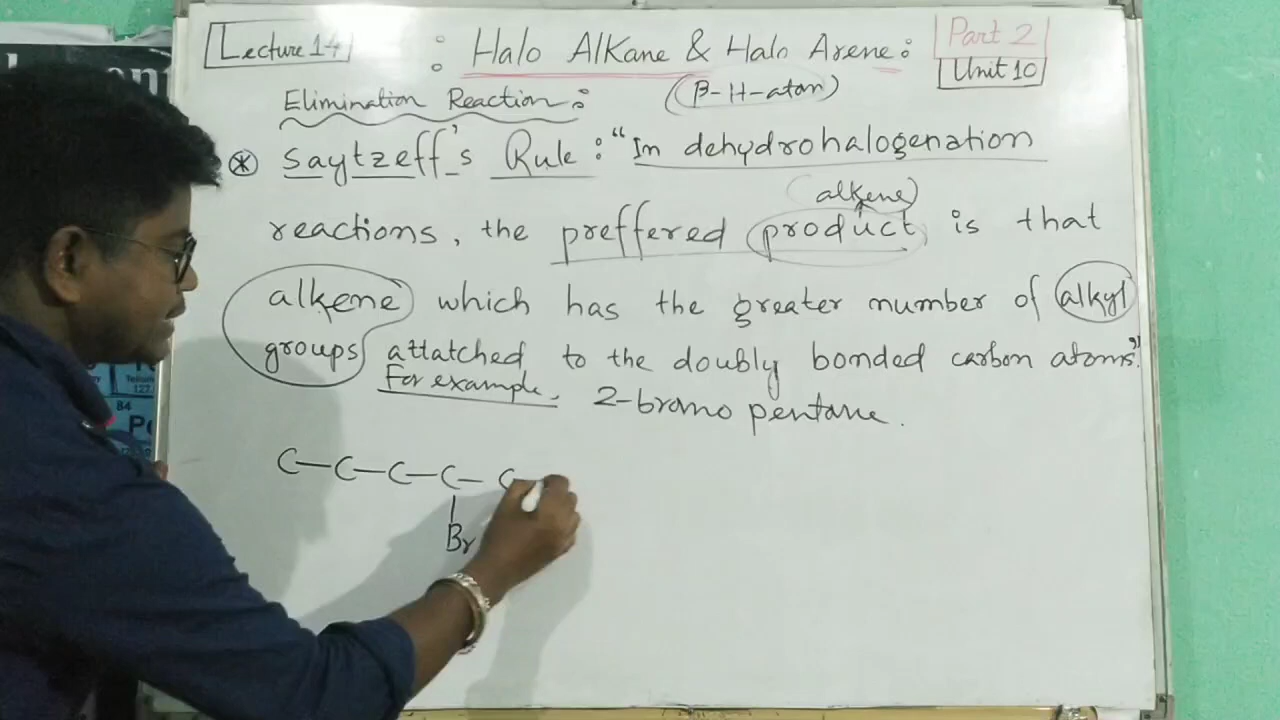 Lecture 14 : Halo Alkane & Halo Arene : Part 2
Unit 10
Elimination Reaction : (β-H-atom)
* Saytzeff's Rule : "In dehydrohalogenation
(alkene)
reactions, the preffered product is that
alkene which has the greater number of alkyl
groups attatched to the doubly bonded carbon atoms".
For example, 2-bromo pentane.
C-C-C-C-C
Br
84
Po